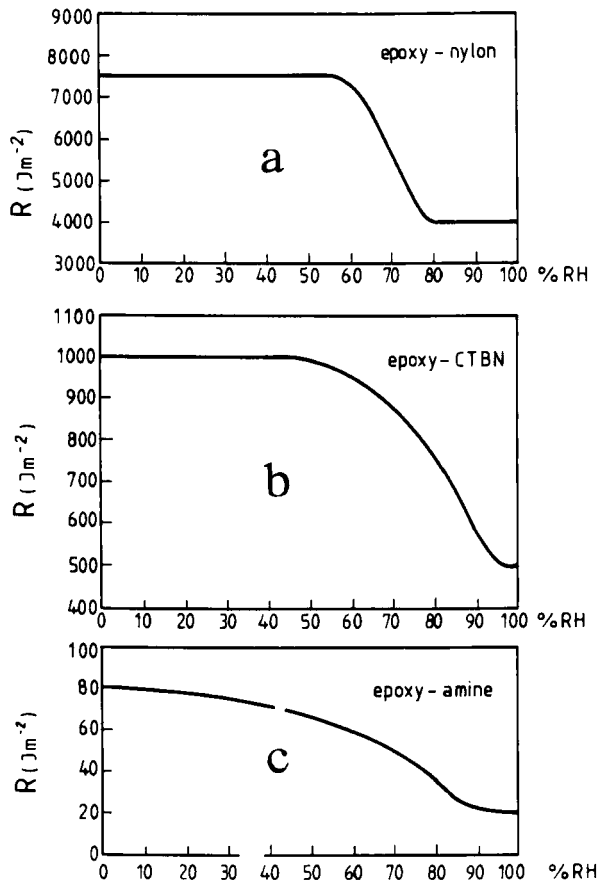 9000
epoxy-nylon
8000
7000
6000
a
R (Jm⁻²)
5000
4000
3000
0 10 20 30 40 50 60 70 80 90 100 %RH
1100
epoxy-CTBN
1000
900
800
b
R (Jm⁻²)
700
600
500
400
0 10 20 30 40 50 60 70 80 90 100 %RH
100
epoxy-amine
80
60
c
R (Jm⁻²)
40
20
0
0 10 20 30 40 50 60 70 80 90 100 %RH